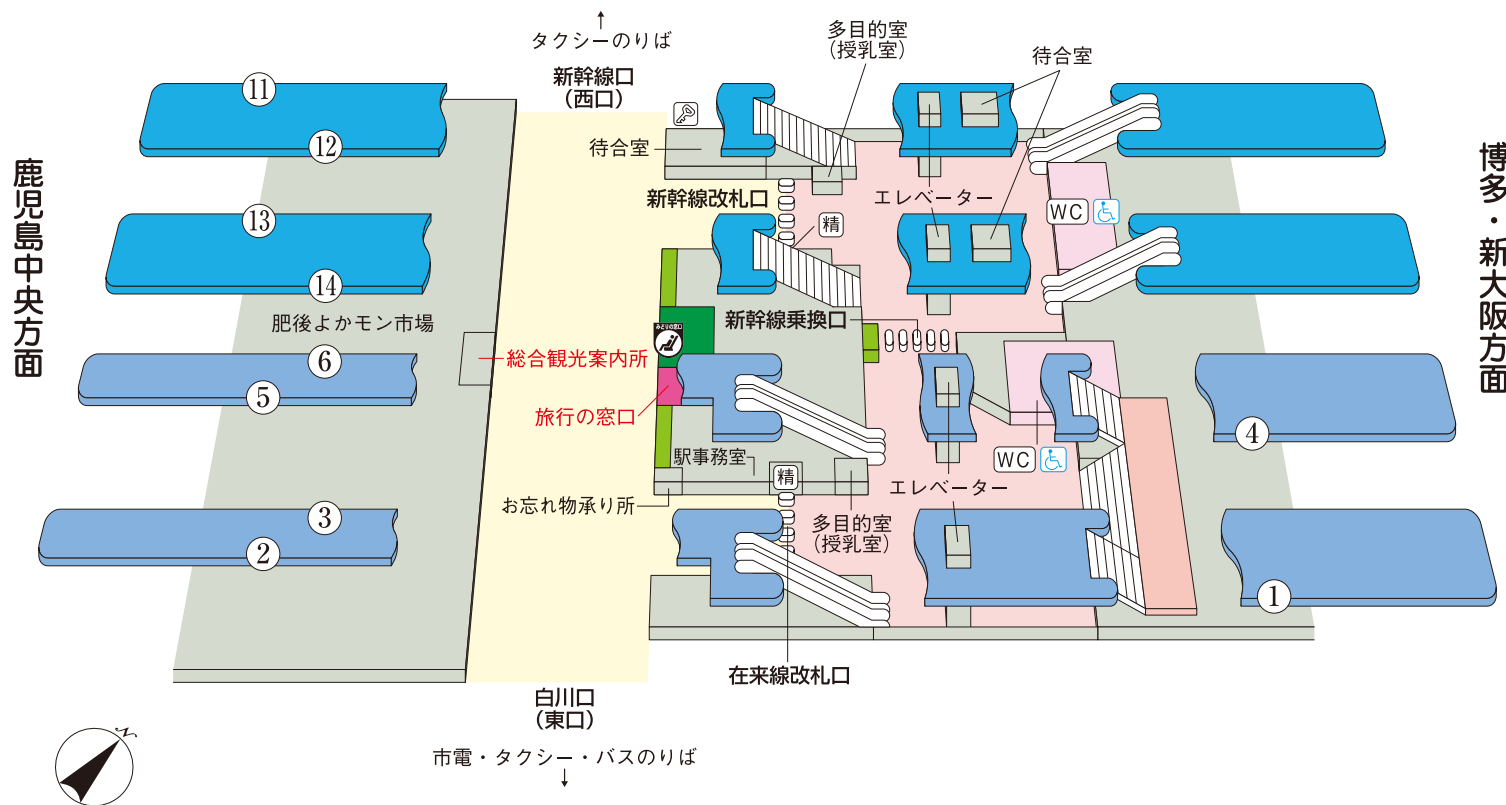 タクシーのりば
新幹線口
(西口)
多目的室
(授乳室)
待合室
11
12
待合室
鹿児島中央方面
博多・新大阪方面
新幹線改札口
エレベーター
WC
精
13
14
肥後よかモン市場
新幹線乗換口
みどりの窓口
6
5
総合観光案内所
旅行の窓口
4
駅事務室
WC
精
エレベーター
お忘れ物承り所
多目的室
(授乳室)
3
2
1
在来線改札口
白川口
(東口)
市電・タクシー・バスのりば
N